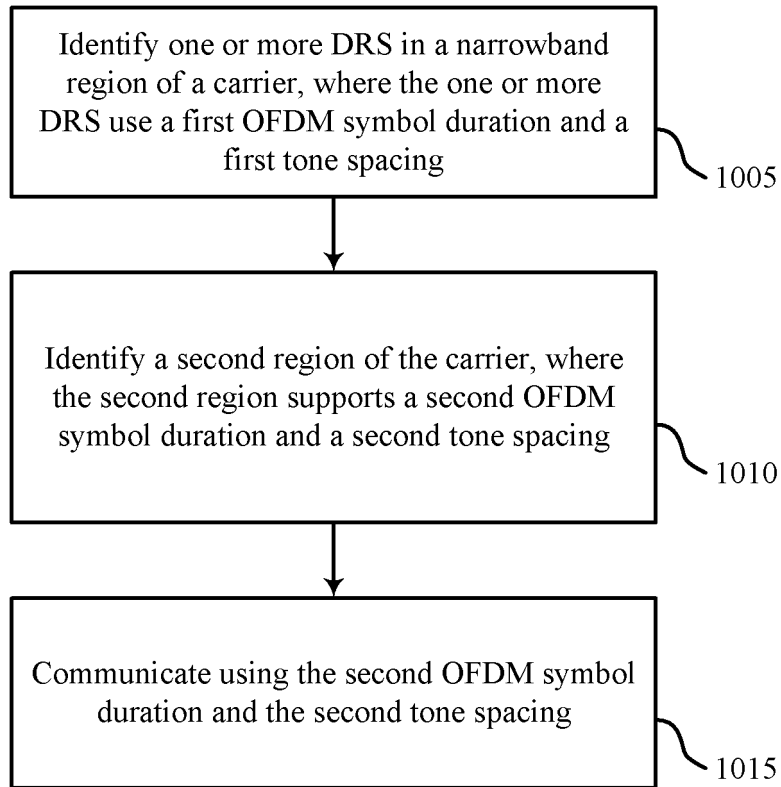 Identify one or more DRS in a narrowband
region of a carrier, where the one or more
DRS use a first OFDM symbol duration and a
first tone spacing
1005
Identify a second region of the carrier, where
the second region supports a second OFDM
symbol duration and a second tone spacing
1010
Communicate using the second OFDM symbol
duration and the second tone spacing
1015